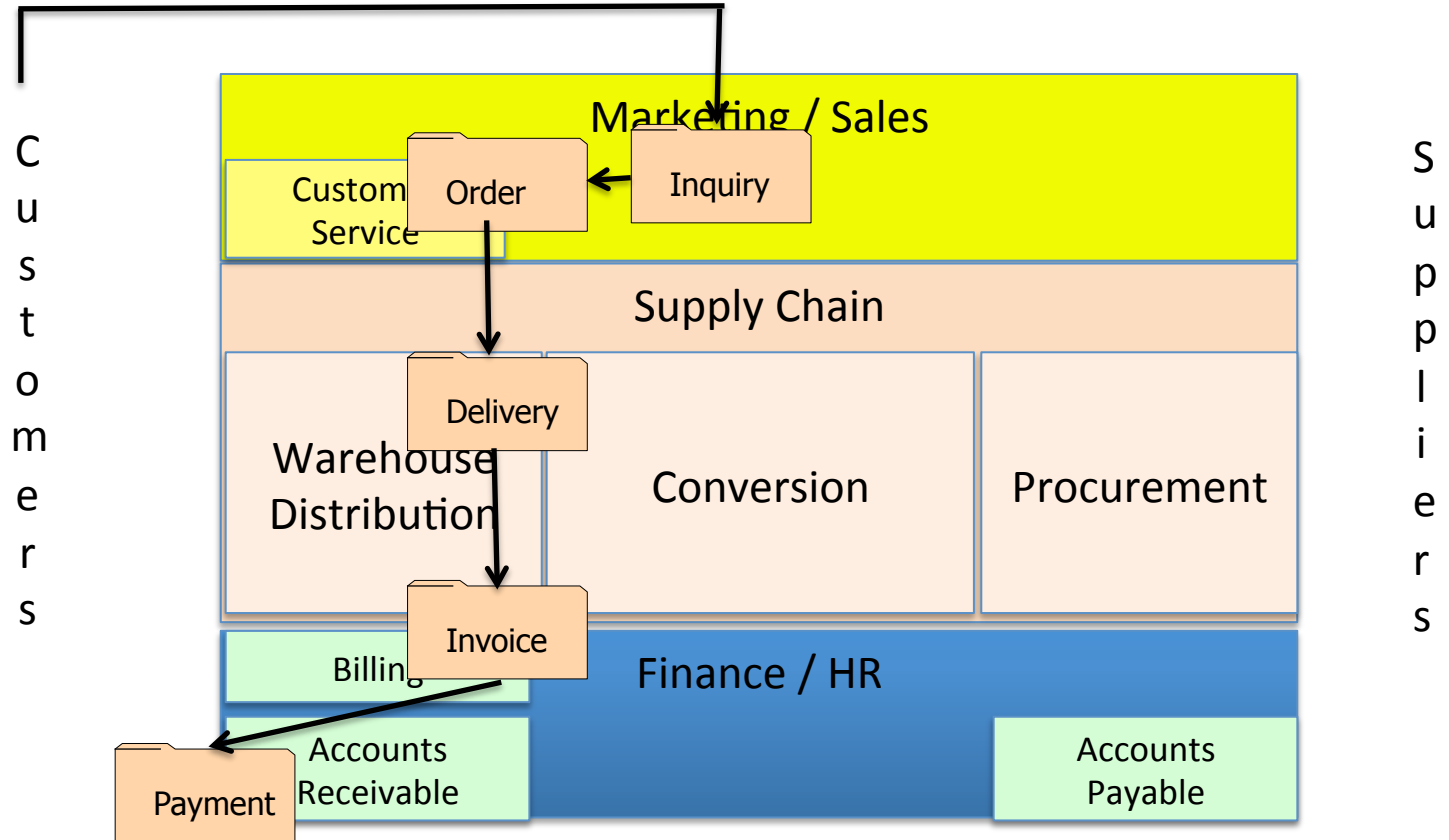 Customers
Marketing / Sales
Inquiry
Order
Custom
Service
Supply Chain
Delivery
Warehouse
Distribution
Conversion
Procurement
Invoice
Billing
Finance / HR
Accounts
Receivable
Payment
Accounts
Payable
Suppliers